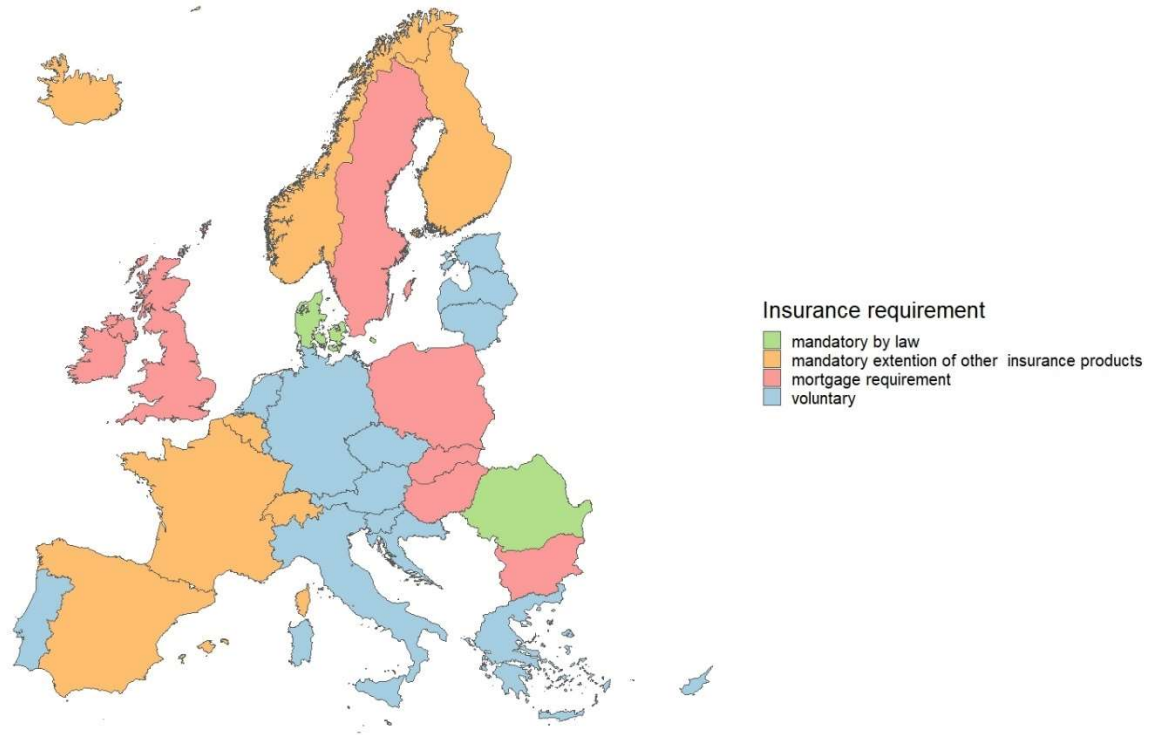 Insurance requirement
mandatory by law
mandatory extention of other insurance products
mortgage requirement
voluntary